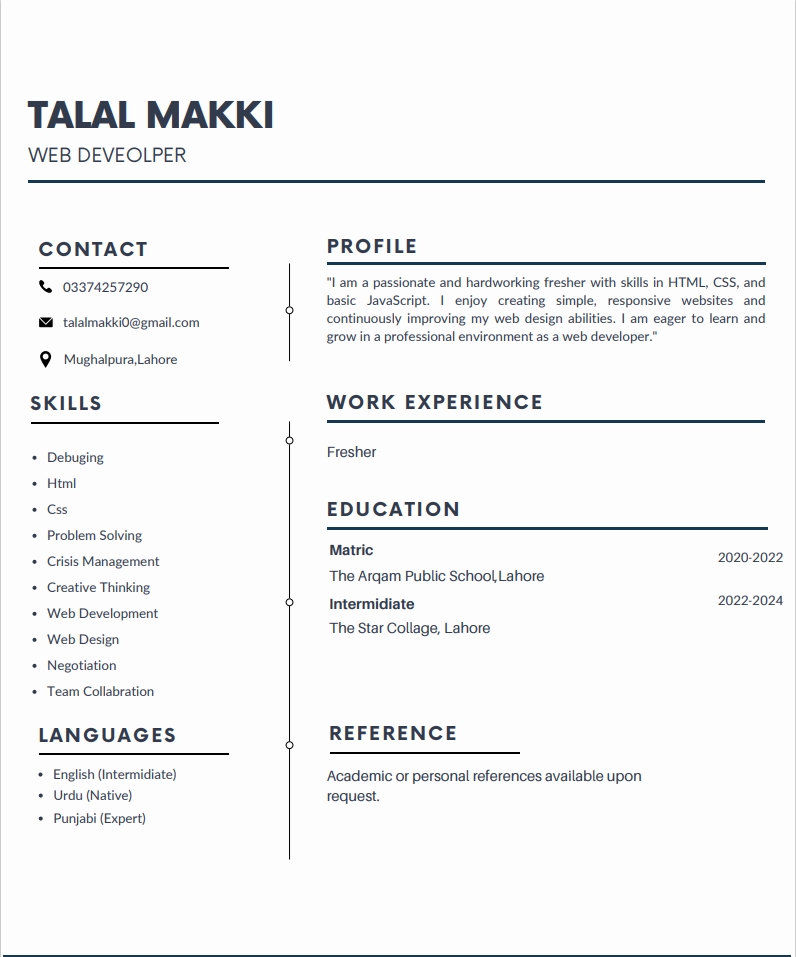 TALAL MAKKI
WEB DEVEOLPER
CONTACT
03374257290
talalmakki0@gmail.com
Mughalpura,Lahore
SKILLS
• Debuging
• Html
• Css
• Problem Solving
• Crisis Management
• Creative Thinking
• Web Development
• Web Design
• Negotiation
• Team Collabration
LANGUAGES
• English (Intermidiate)
• Urdu (Native)
• Punjabi (Expert)
PROFILE
"I am a passionate and hardworking fresher with skills in HTML, CSS, and
basic JavaScript. I enjoy creating simple, responsive websites and
continuously improving my web design abilities. I am eager to learn and
grow in a professional environment as a web developer."
WORK EXPERIENCE
Fresher
EDUCATION
Matric
2020-2022
The Arqam Public School,Lahore
Intermidiate
2022-2024
The Star Collage, Lahore
REFERENCE
Academic or personal references available upon
request.